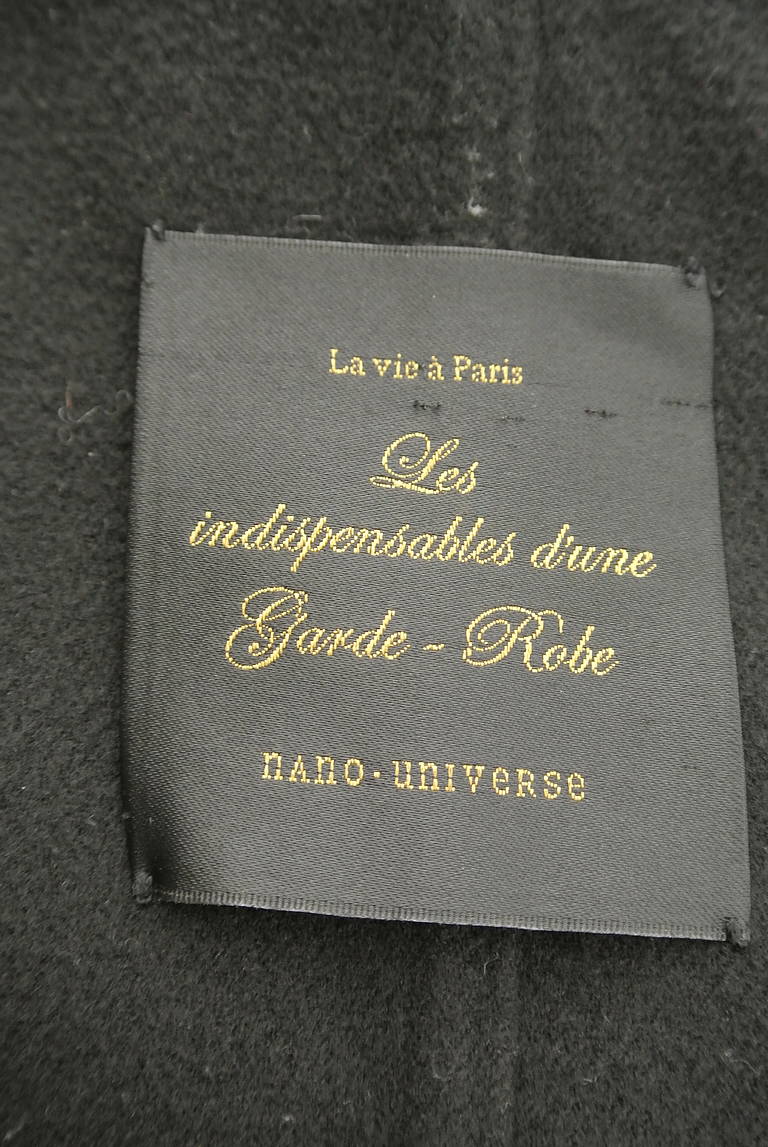 La vie à Paris
Les
indispensables d'une
Garde - Robe
nAno·unIVeRse